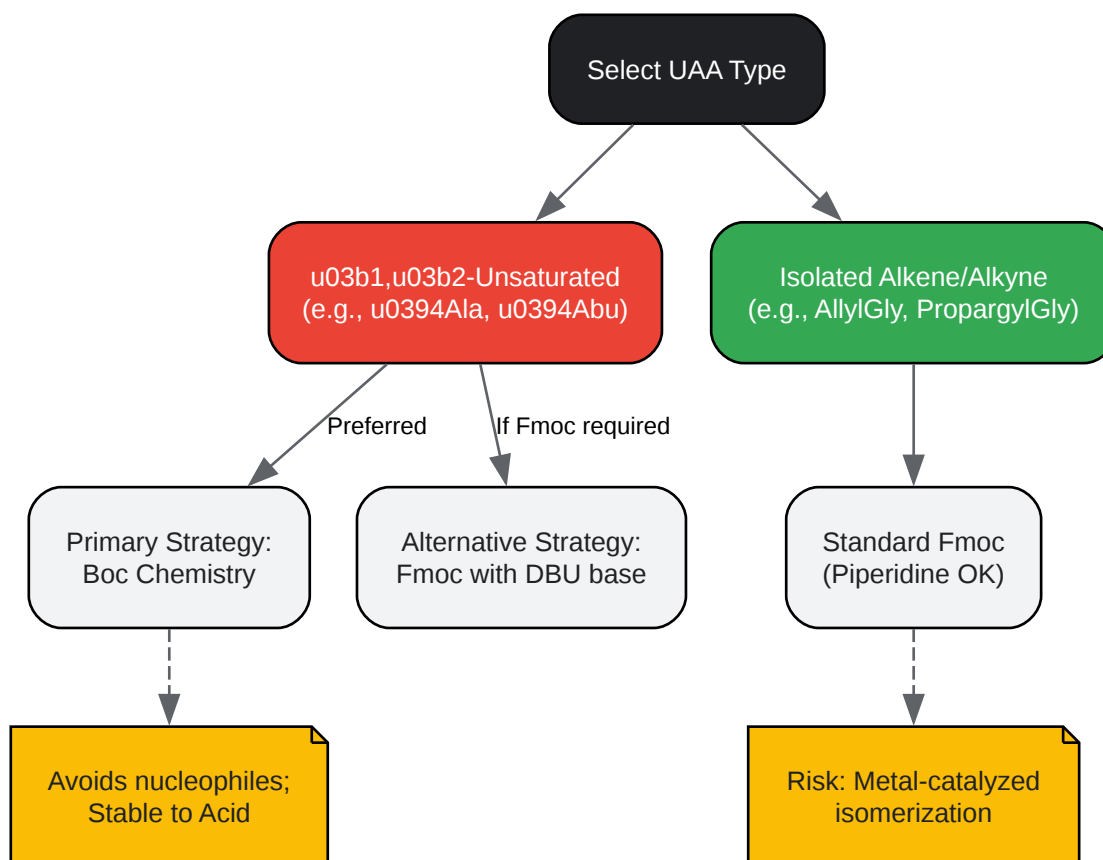 Select UAA Type
u03b1,u03b2-Unsaturated
(e.g., u0394Ala, u0394Abu)
Isolated Alkene/Alkyne
(e.g., AllylGly, PropargylGly)
Preferred
If Fmoc required
Primary Strategy:
Boc Chemistry
Alternative Strategy:
Fmoc with DBU base
Standard Fmoc
(Piperidine OK)
Avoids nucleophiles;
Stable to Acid
Risk: Metal-catalyzed
isomerization